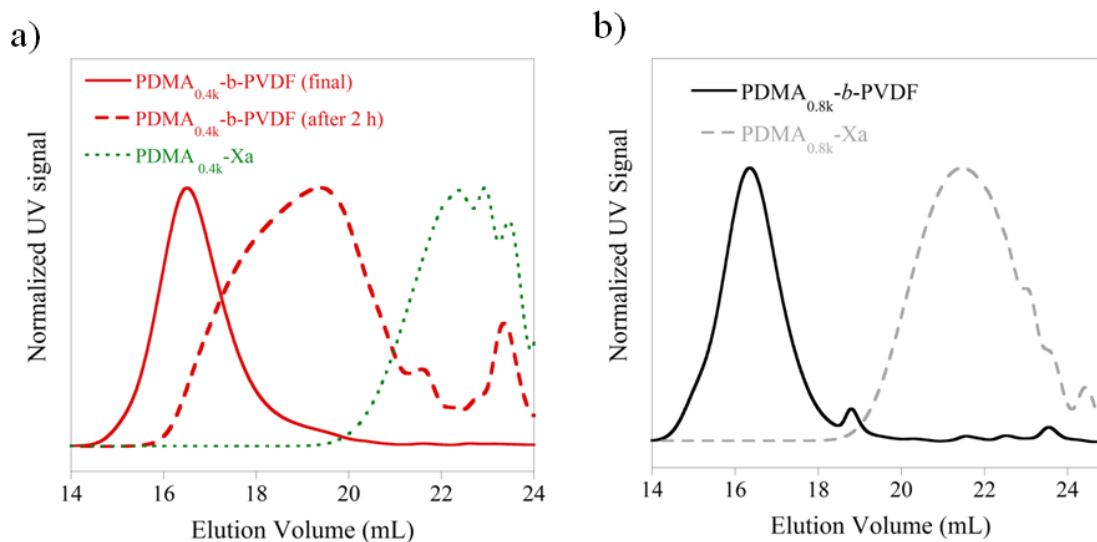 a)
PDMA0.4k-b-PVDF (final)
PDMA0.4k-b-PVDF (after 2 h)
PDMA0.4k-Xa
Normalized UV signal
14 16 18 20 22 24
Elution Volume (mL)
b)
PDMA0.8k-b-PVDF
PDMA0.8k-Xa
Normalized UV Signal
14 16 18 20 22 24
Elution Volume (mL)